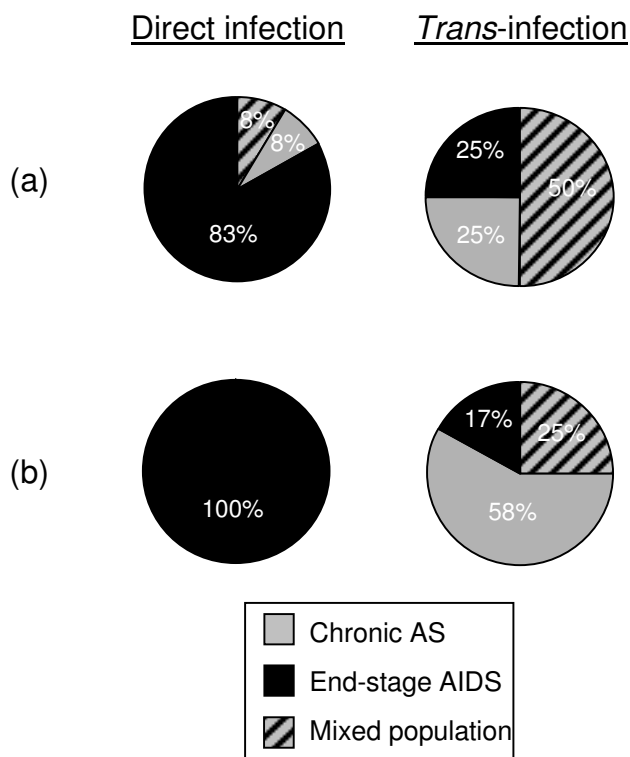 Direct infection Trans-infection
(a)
8%
8%
83%
25%
50%
25%
(b)
100%
17%
25%
58%
Chronic AS
End-stage AIDS
Mixed population